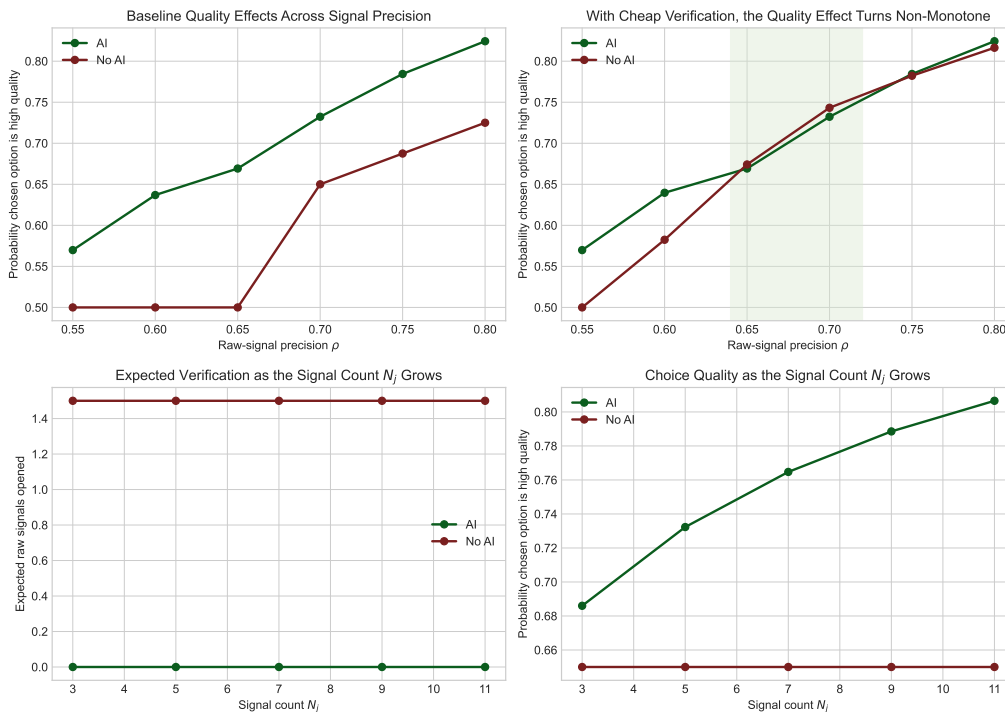 Baseline Quality Effects Across Signal Precision
Probability chosen option is high quality
0.80
0.75
0.70
0.65
0.60
0.55
0.50
AI
No AI
0.55 0.60 0.65 0.70 0.75 0.80
Raw-signal precision ρ
With Cheap Verification, the Quality Effect Turns Non-Monotone
Probability chosen option is high quality
0.80
0.75
0.70
0.65
0.60
0.55
0.50
AI
No AI
0.55 0.60 0.65 0.70 0.75 0.80
Raw-signal precision ρ
Expected Verification as the Signal Count Nj Grows
Expected raw signals opened
1.4
1.2
1.0
0.8
0.6
0.4
0.2
0.0
AI
No AI
3 4 5 6 7 8 9 10 11
Signal count Nj
Choice Quality as the Signal Count Nj Grows
Probability chosen option is high quality
0.80
0.78
0.76
0.74
0.72
0.70
0.68
0.66
AI
No AI
3 4 5 6 7 8 9 10 11
Signal count Nj